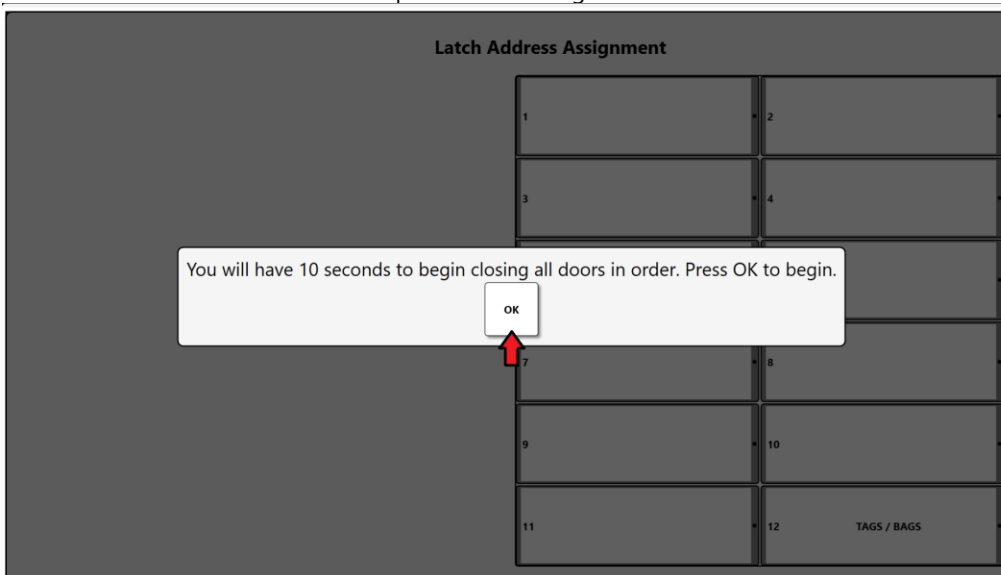 Latch Address Assignment
1
2
3
4
You will have 10 seconds to begin closing all doors in order. Press OK to begin.
OK
7
8
9
10
11
12 TAGS / BAGS